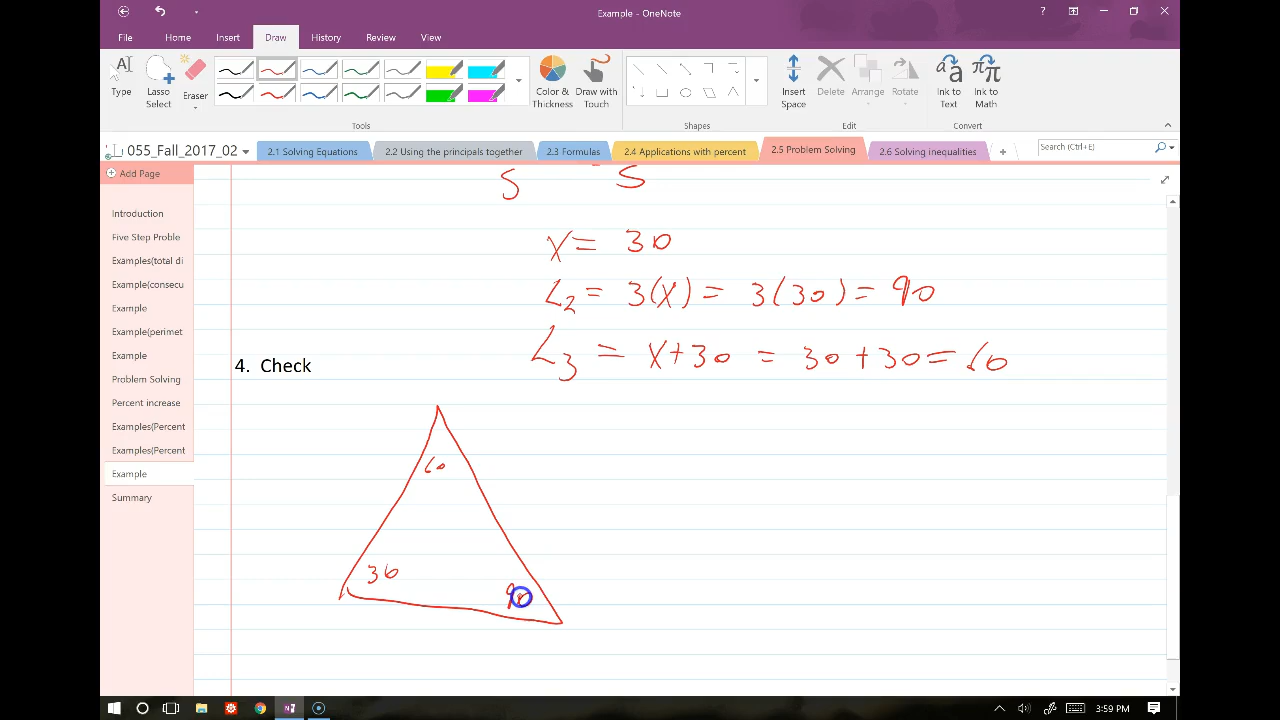 Example - OneNote
?
File Home Insert Draw History Review View
Type
Lasso Select
Eraser
Color & Thickness
Draw with Touch
Insert Space
Delete
Arrange
Rotate
Ink to Text
Ink to Math
Tools
Shapes
Edit
Convert
055_Fall_2017_02
2.1 Solving Equations
2.2 Using the principals together
2.3 Formulas
2.4 Applications with percent
2.5 Problem Solving
2.6 Solving inequalities
Search (Ctrl+E)
Add Page
Introduction
Five Step Proble
Examples(total di
Example(consecu
Example
Example(perimet
Example
Problem Solving
Percent increase
Examples(Percent
Examples(Percent
Example
Summary
5 5
x = 30
∠2 = 3(x) = 3(30) = 90
∠3 = x+30 = 30+30 = 60
4. Check
60
30
90
3:59 PM